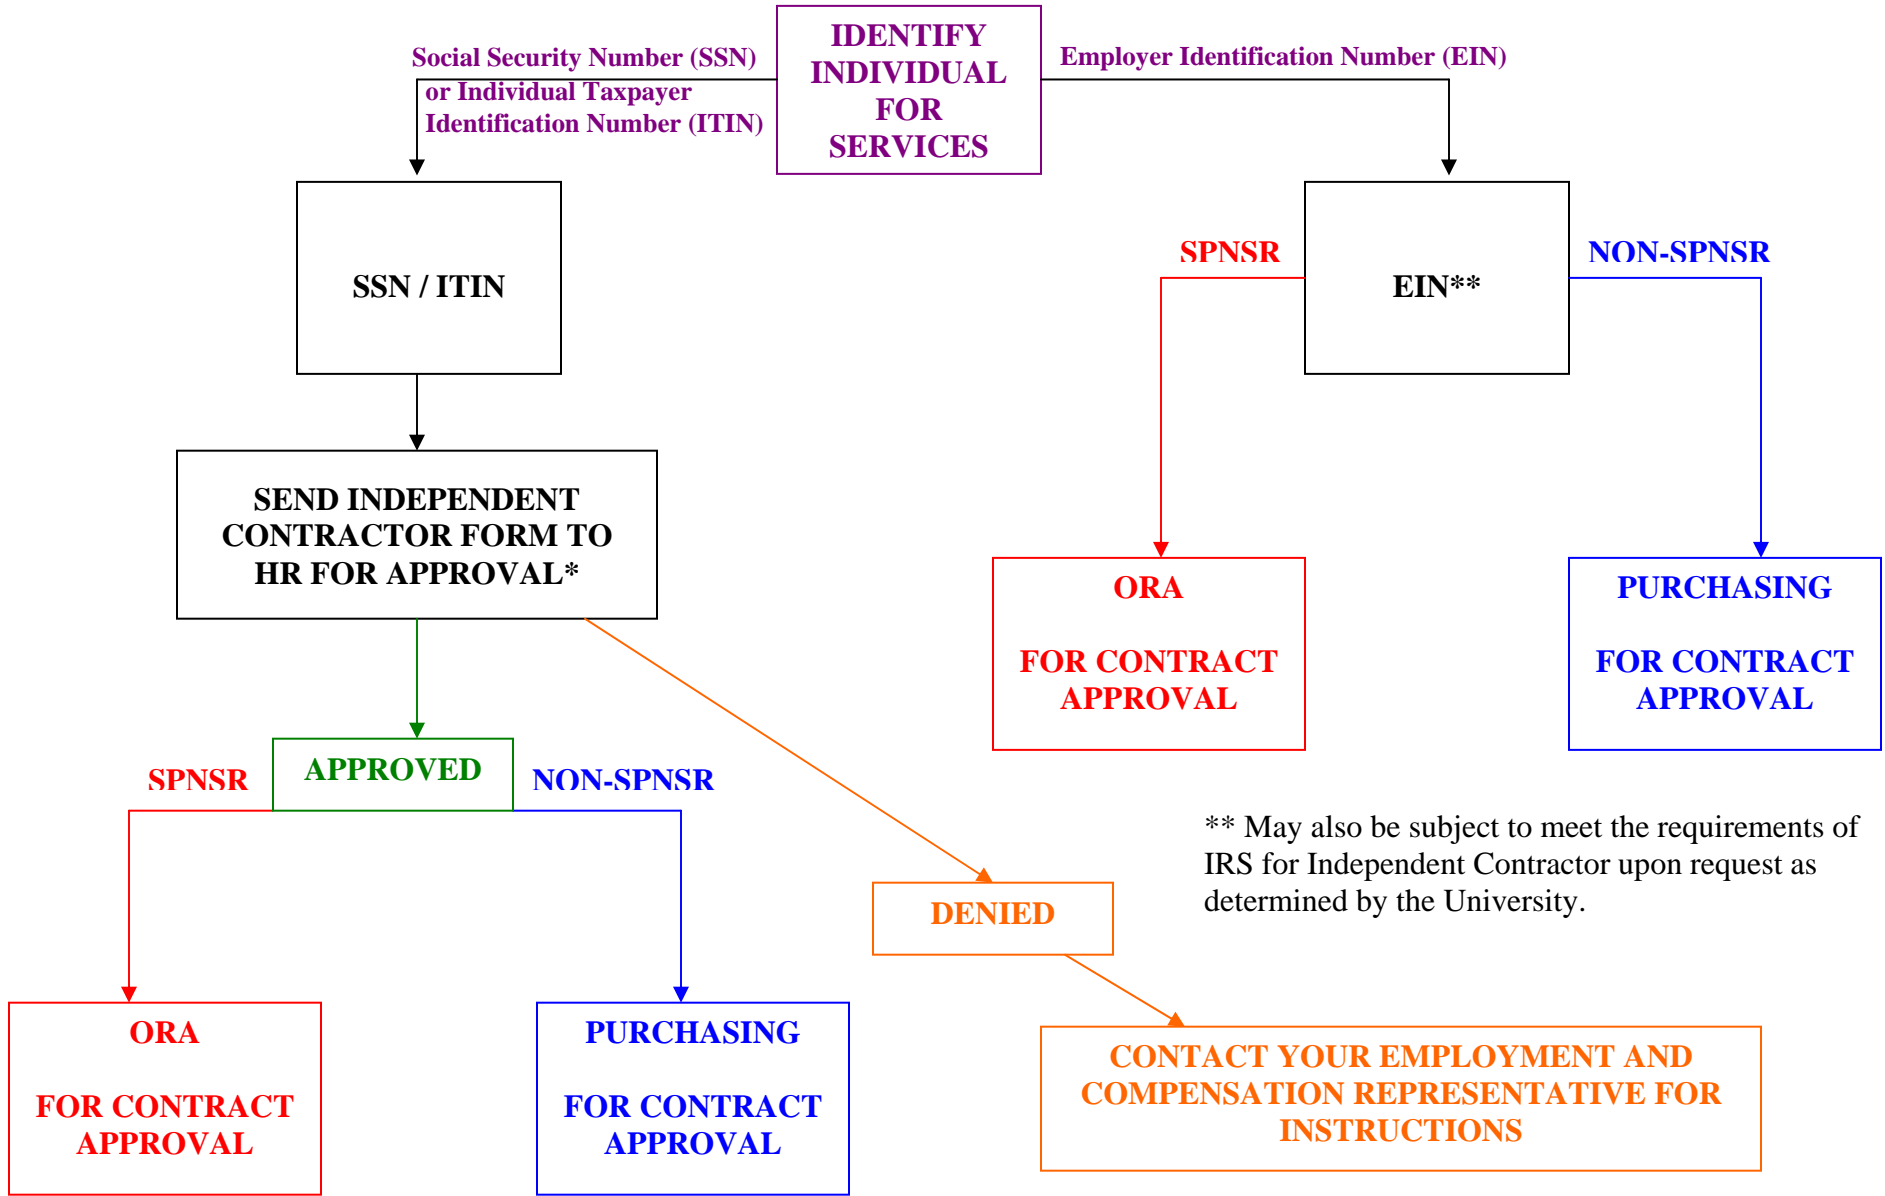 IDENTIFY
INDIVIDUAL
FOR
SERVICES
Social Security Number (SSN)
or Individual Taxpayer
Identification Number (ITIN)
Employer Identification Number (EIN)
SSN / ITIN
SPNSR
EIN**
NON-SPNSR
SEND INDEPENDENT
CONTRACTOR FORM TO
HR FOR APPROVAL*
ORA
FOR CONTRACT
APPROVAL
PURCHASING
FOR CONTRACT
APPROVAL
SPNSR
APPROVED
NON-SPNSR
** May also be subject to meet the requirements of
IRS for Independent Contractor upon request as
determined by the University.
DENIED
ORA
FOR CONTRACT
APPROVAL
PURCHASING
FOR CONTRACT
APPROVAL
CONTACT YOUR EMPLOYMENT AND
COMPENSATION REPRESENTATIVE FOR
INSTRUCTIONS